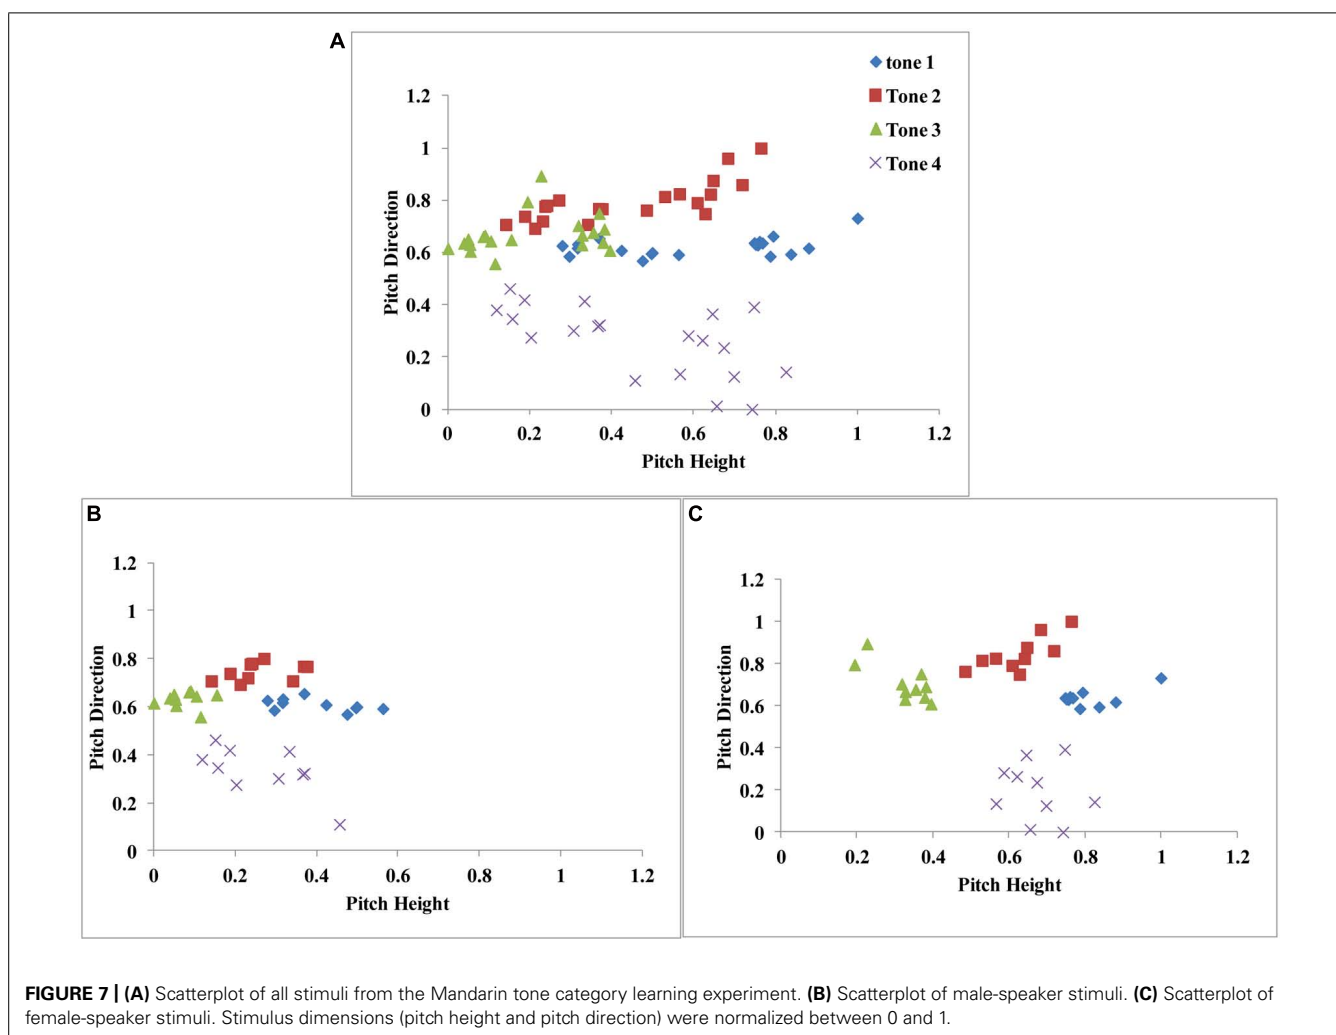 A
tone 1
Tone 2
Tone 3
Tone 4
1.2
1
0.8
0.6
0.4
0.2
0
Pitch Direction
0 0.2 0.4 0.6 0.8 1 1.2
Pitch Height
B
1.2
1
0.8
0.6
0.4
0.2
0
Pitch Direction
0 0.2 0.4 0.6 0.8 1 1.2
Pitch Height
C
1.2
1
0.8
0.6
0.4
0.2
0
Pitch Direction
0 0.2 0.4 0.6 0.8 1 1.2
Pitch Height
FIGURE 7 | (A) Scatterplot of all stimuli from the Mandarin tone category learning experiment. (B) Scatterplot of male-speaker stimuli. (C) Scatterplot of
female-speaker stimuli. Stimulus dimensions (pitch height and pitch direction) were normalized between 0 and 1.